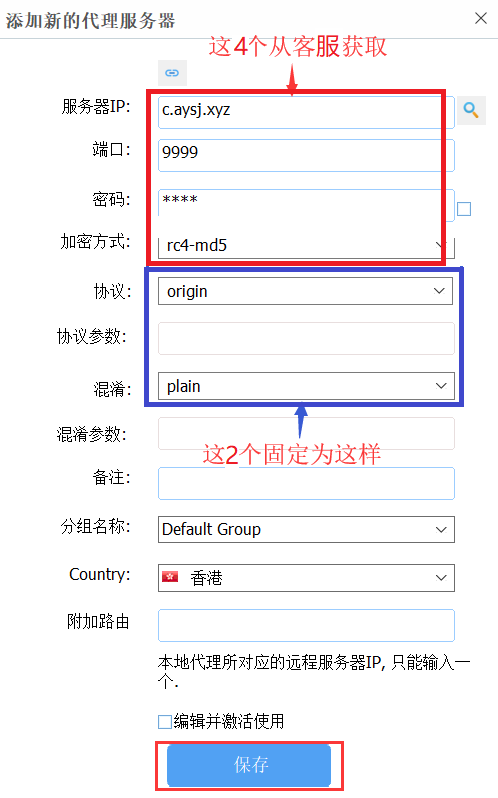 添加新的代理服务器
这4个从客服获取
服务器IP: c.aysj.xyz
端口: 9999
密码: ****
加密方式: rc4-md5
协议: origin
协议参数:
混淆: plain
混淆参数:
这2个固定为这样
备注:
分组名称: Default Group
Country: 香港
附加路由
本地代理所对应的远程服务器IP, 只能输入一
个.
编辑并激活使用
保存